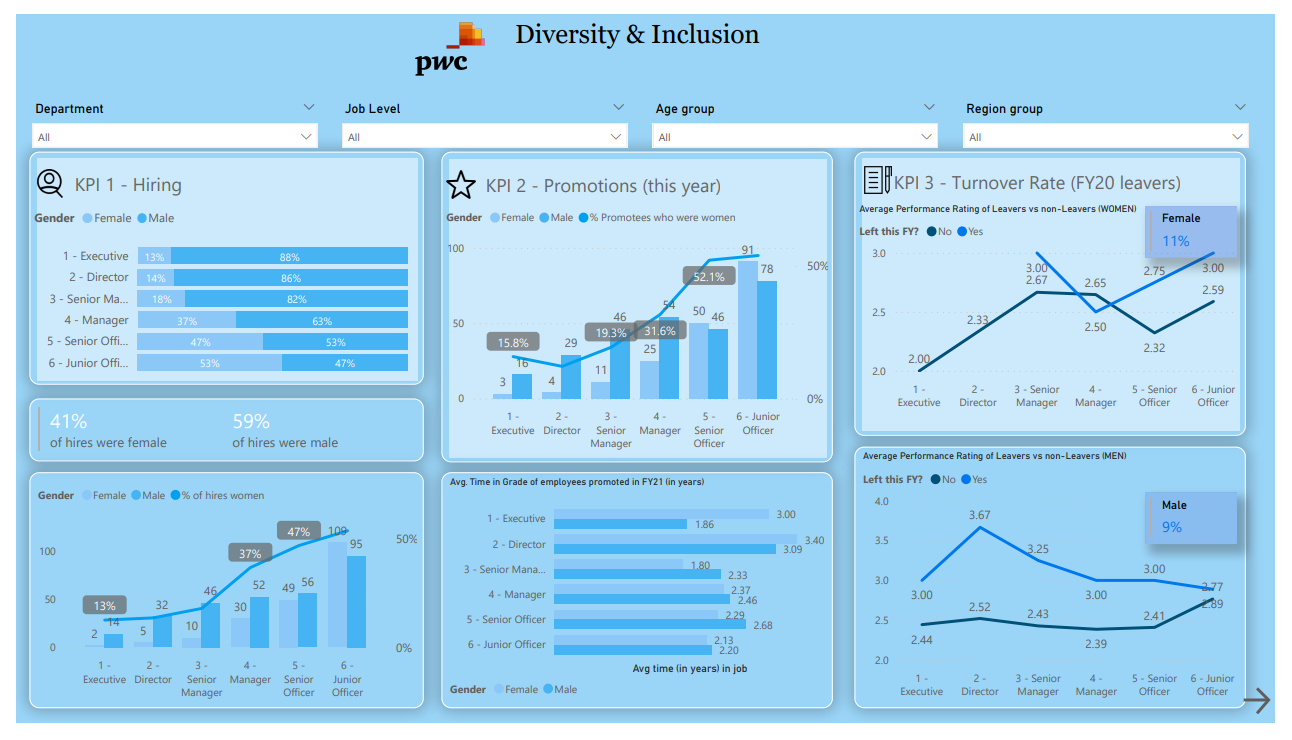 Diversity & Inclusion
pwc
Department
Job Level
Age group
Region group
All
All
All
All
KPI 1 - Hiring
Gender Female Male
1 - Executive 13% 88%
2 - Director 14% 86%
3 - Senior Ma... 18% 82%
4 - Manager 37% 63%
5 - Senior Offi... 47% 53%
6 - Junior Offi... 53% 47%
41% 59%
of hires were female of hires were male
Gender Female Male % of hires women
100
50
0
50%
0%
13%
37%
47%
2 14
5 32
10 46
30 52
49 56
109 95
1 - Executive
2 - Director
3 - Senior Manager
4 - Manager
5 - Senior Officer
6 - Junior Officer
KPI 2 - Promotions (this year)
Gender Female Male % Promotees who were women
100
50
0
50%
0%
15.8%
19.3%
31.6%
52.1%
3 16
4 29
11 46
25 54
50 46
91 78
1 - Executive
2 - Director
3 - Senior Manager
4 - Manager
5 - Senior Officer
6 - Junior Officer
Avg. Time in Grade of employees promoted in FY21 (in years)
1 - Executive 3.00 1.86
2 - Director 3.40 3.09
3 - Senior Mana... 1.80 2.33
4 - Manager 2.37 2.46
5 - Senior Officer 2.29 2.68
6 - Junior Officer 2.13 2.20
Avg time (in years) in job
Gender Female Male
KPI 3 - Turnover Rate (FY20 leavers)
Average Performance Rating of Leavers vs non-Leavers (WOMEN)
Left this FY? No Yes
Female
11%
3.0
2.5
2.0
2.00
2.33
3.00
2.67
2.65
2.50
2.75
2.32
3.00
2.59
1 - Executive
2 - Director
3 - Senior Manager
4 - Manager
5 - Senior Officer
6 - Junior Officer
Average Performance Rating of Leavers vs non-Leavers (MEN)
Left this FY? No Yes
Male
9%
4.0
3.5
3.0
2.5
2.0
3.00
2.44
3.67
2.52
3.25
2.43
3.00
2.39
3.00
2.41
2.77
2.89
1 - Executive
2 - Director
3 - Senior Manager
4 - Manager
5 - Senior Officer
6 - Junior Officer